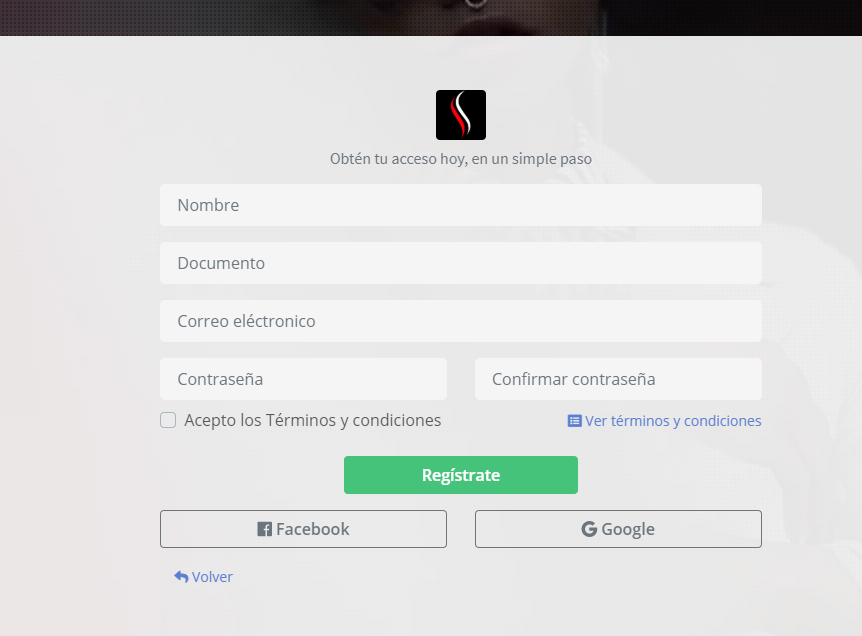 Obtén tu acceso hoy, en un simple paso
Nombre
Documento
Correo eléctronico
Contraseña
Confirmar contraseña
Acepto los Términos y condiciones
Ver términos y condiciones
Regístrate
Facebook
Google
Volver